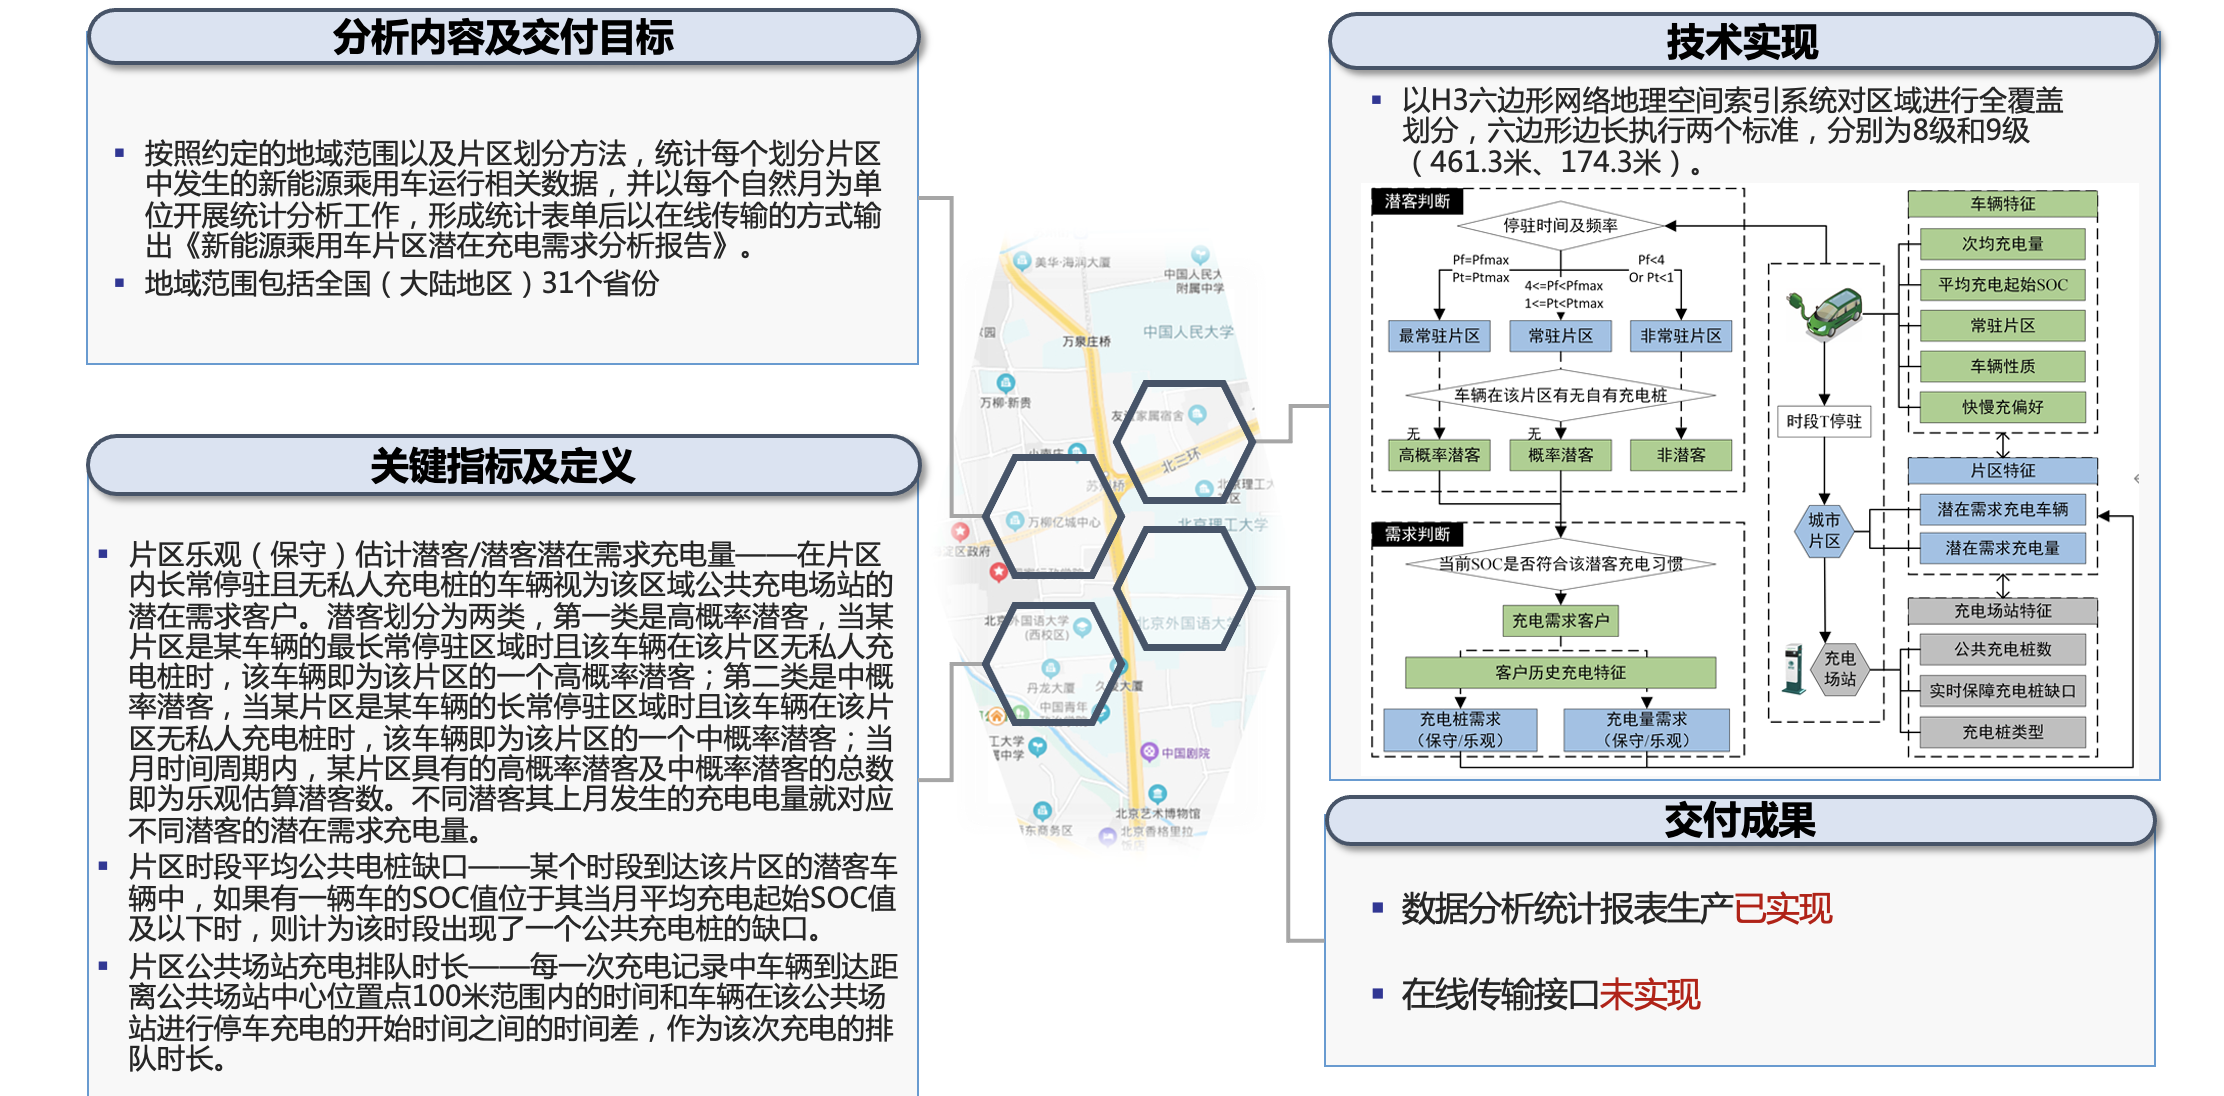 分析内容及交付目标
按照约定的地域范围以及片区划分方法，统计每个划分片区
中发生的新能源乘用车运行相关数据，并以每个自然月为单
位开展统计分析工作，形成统计表单后以在线传输的方式输
出《新能源乘用车片区潜在充电需求分析报告》。
地域范围包括全国（大陆地区）31个省份
关键指标及定义
片区乐观（保守）估计潜客/潜客潜在需求充电量——在片区
内长常停驻且无私人充电桩的车辆视为该区域公共充电场站的
潜在需求客户。潜客划分为两类，第一类是高概率潜客，当某
片区是某车辆的最长常停驻区域时且该车辆在该片区无私人充
电桩时，该车辆即为该片区的一个高概率潜客；第二类是中概
率潜客，当某片区是某车辆的长常停驻区域时且该车辆在该片
区无私人充电桩时，该车辆即为该片区的一个中概率潜客；当
月时间周期内，某片区具有的高概率潜客及中概率潜客的总数
即为乐观估算潜客数。不同潜客其上月发生的充电电量就对应
不同潜客的潜在需求充电量。
片区时段平均公共电桩缺口——某个时段到达该片区的潜客车
辆中，如果有一辆车的SOC值位于其当月平均充电起始SOC值
及以下时，则计为该时段出现了一个公共充电桩的缺口。
片区公共场站充电排队时长——每一次充电记录中车辆到达距
离公共场站中心位置点100米范围内的时间和车辆在该公共场
站进行停车充电的开始时间之间的时间差，作为该次充电的排
队时长。
美华·海润大厦
中国人民大
附属中学
家园
中国人民大学
万泉庄桥
万柳·新贵
家属宿舍
北三环
万柳亿城中心
北京理工大学
淀区政府
北京外国语大学
(西校区)
北京外国语大
丹龙大厦
大厦
中国青年
工大学
中国剧院
北京艺术博物馆
东商务区
北京香格里拉
饭店
技术实现
以H3六边形网络地理空间索引系统对区域进行全覆盖
划分，六边形边长执行两个标准，分别为8级和9级
（461.3米、174.3米）。
潜客判断
停驻时间及频率
Pf=Pfmax
Pt=Ptmax
4<=Pf<Pfmax
1<=Pt<Ptmax
Pf<4
Or Pt<1
最常驻片区
常驻片区
非常驻片区
车辆在该片区有无自有充电桩
无
无
高概率潜客
概率潜客
非潜客
需求判断
当前SOC是否符合该潜客充电习惯
充电需求客户
客户历史充电特征
充电桩需求
（保守/乐观）
充电量需求
（保守/乐观）
时段T停驻
城市
片区
充电
场站
车辆特征
次均充电量
平均充电起始SOC
常驻片区
车辆性质
快慢充偏好
片区特征
潜在需求充电车辆
潜在需求充电量
充电场站特征
公共充电桩数
实时保障充电桩缺口
充电桩类型
交付成果
数据分析统计报表生产已实现
在线传输接口未实现